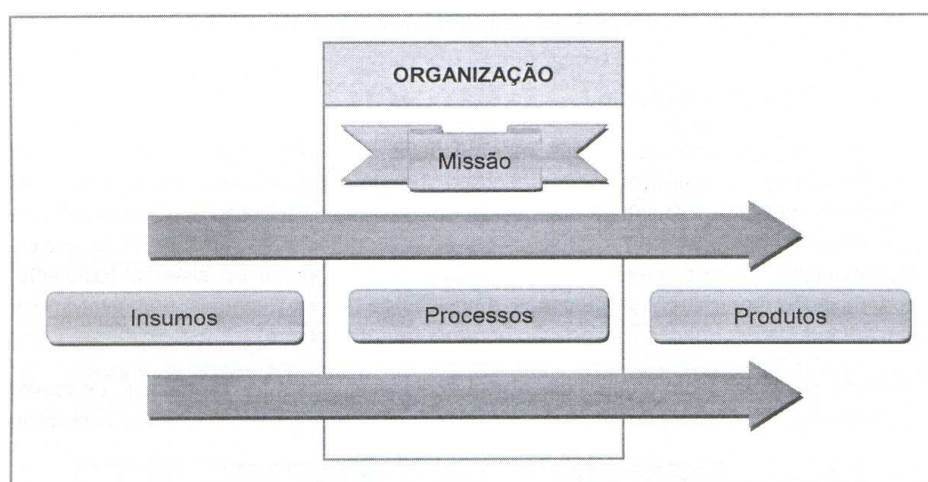 ORGANIZAÇÃO
Missão
Insumos
Processos
Produtos